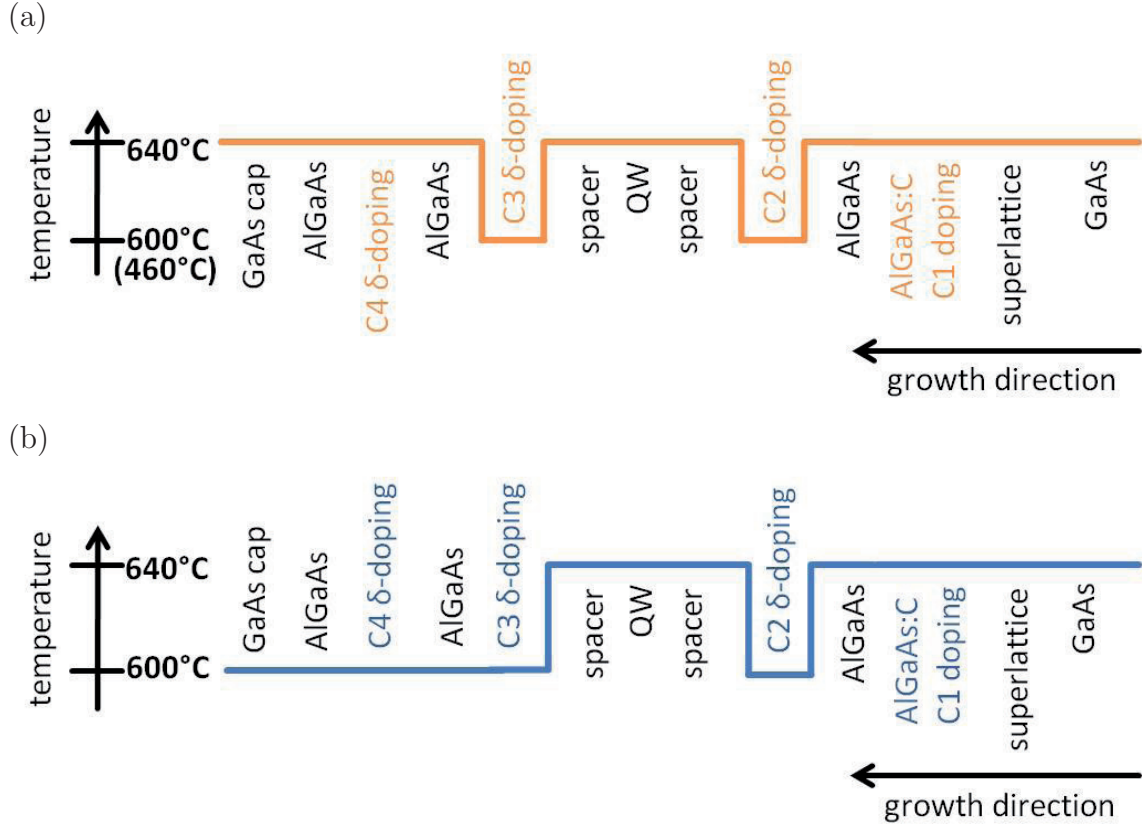 (a)
temperature
640°C
600°C
(460°C)
GaAs cap
AlGaAs
C4 δ-doping
AlGaAs
C3 δ-doping
spacer
QW
spacer
C2 δ-doping
AlGaAs
AlGaAs:C
C1 doping
superlattice
GaAs
growth direction
(b)
temperature
640°C
600°C
GaAs cap
AlGaAs
C4 δ-doping
AlGaAs
C3 δ-doping
spacer
QW
spacer
C2 δ-doping
AlGaAs
AlGaAs:C
C1 doping
superlattice
GaAs
growth direction